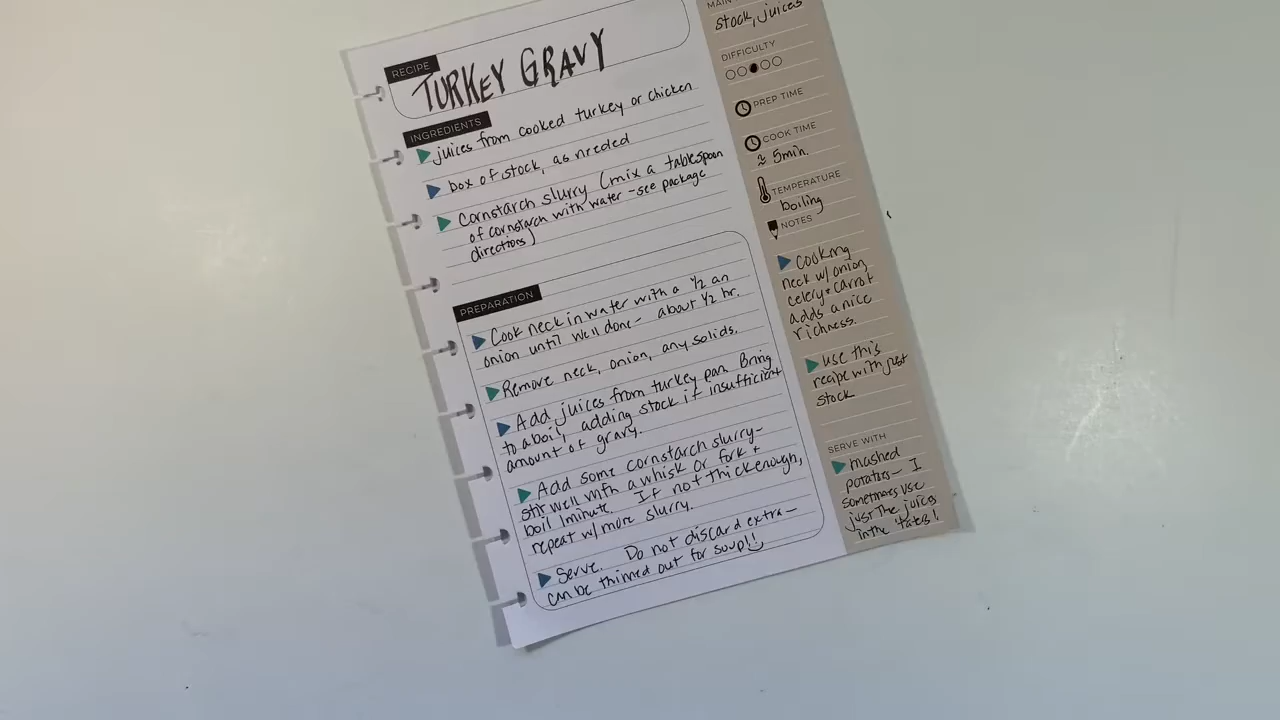 RECIPE
TURKEY GRAVY
INGREDIENTS
juices from cooked turkey or chicken
box of stock, as needed
Cornstarch slurry (mix a tablespoon
of cornstarch with water - see package
directions)
PREPARATION
Cook neck in water with a 1/2 an
onion until well done - about 1/2 hr.
Remove neck, onion, any solids.
Add juices from turkey pan. Bring
to a boil, adding stock if insufficient
amount of gravy.
Add some cornstarch slurry-
stir well with a whisk or fork +
boil 1 minute. If not thick enough,
repeat w/ more slurry.
Serve. Do not discard extra-
can be thinned out for soup!!
MAIN
stock, juices
DIFFICULTY
PREP TIME
COOK TIME
≈ 5 min.
TEMPERATURE
boiling
NOTES
Cooking
neck w/ onion,
celery + carrot
adds a nice
richness.
use this
recipe with just
stock
SERVE WITH
mashed
potatoes - I
sometimes use
just the juices
in the 'tates!